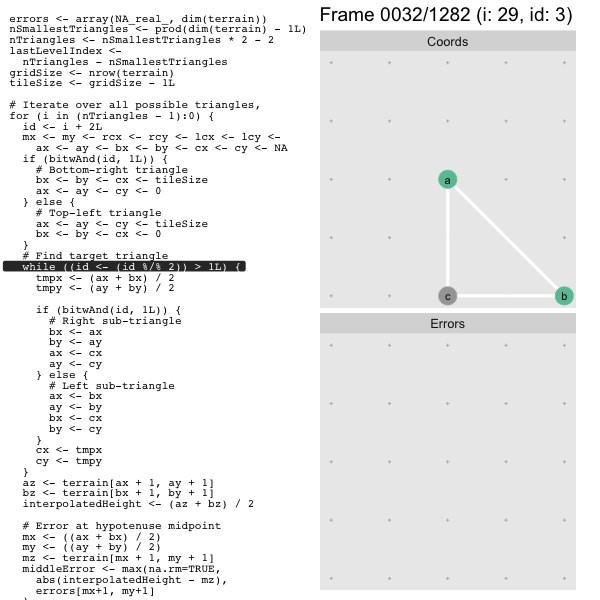 errors <- array(NA_real_, dim(terrain))
nSmallestTriangles <- prod(dim(terrain) - 1L)
nTriangles <- nSmallestTriangles * 2 - 2
lastLevelIndex <-
  nTriangles - nSmallestTriangles
gridSize <- nrow(terrain)
tileSize <- gridSize - 1L

# Iterate over all possible triangles,
for (i in (nTriangles - 1):0) {
  id <- i + 2L
  mx <- my <- rcx <- rcy <- lcx <- lcy <-
    ax <- ay <- bx <- by <- cx <- cy <- NA
  if (bitwAnd(id, 1L)) {
    # Bottom-right triangle
    bx <- by <- cx <- tileSize
    ax <- ay <- cy <- 0
  } else {
    # Top-left triangle
    ax <- ay <- cy <- tileSize
    bx <- by <- cx <- 0
  }
  # Find target triangle
  while ((id <- (id %/% 2)) > 1L) {
    tmpx <- (ax + bx) / 2
    tmpy <- (ay + by) / 2

    if (bitwAnd(id, 1L)) {
      # Right sub-triangle
      bx <- ax
      by <- ay
      ax <- cx
      ay <- cy
    } else {
      # Left sub-triangle
      ax <- bx
      ay <- by
      bx <- cx
      by <- cy
    }
    cx <- tmpx
    cy <- tmpy
  }
  az <- terrain[ax + 1, ay + 1]
  bz <- terrain[bx + 1, by + 1]
  interpolatedHeight <- (az + bz) / 2

  # Error at hypotenuse midpoint
  mx <- ((ax + bx) / 2)
  my <- ((ay + by) / 2)
  mz <- terrain[mx + 1, my + 1]
  middleError <- max(na.rm=TRUE,
    abs(interpolatedHeight - mz),
    errors[mx+1, my+1]
Frame 0032/1282 (i: 29, id: 3)
Coords
a
c
b
Errors